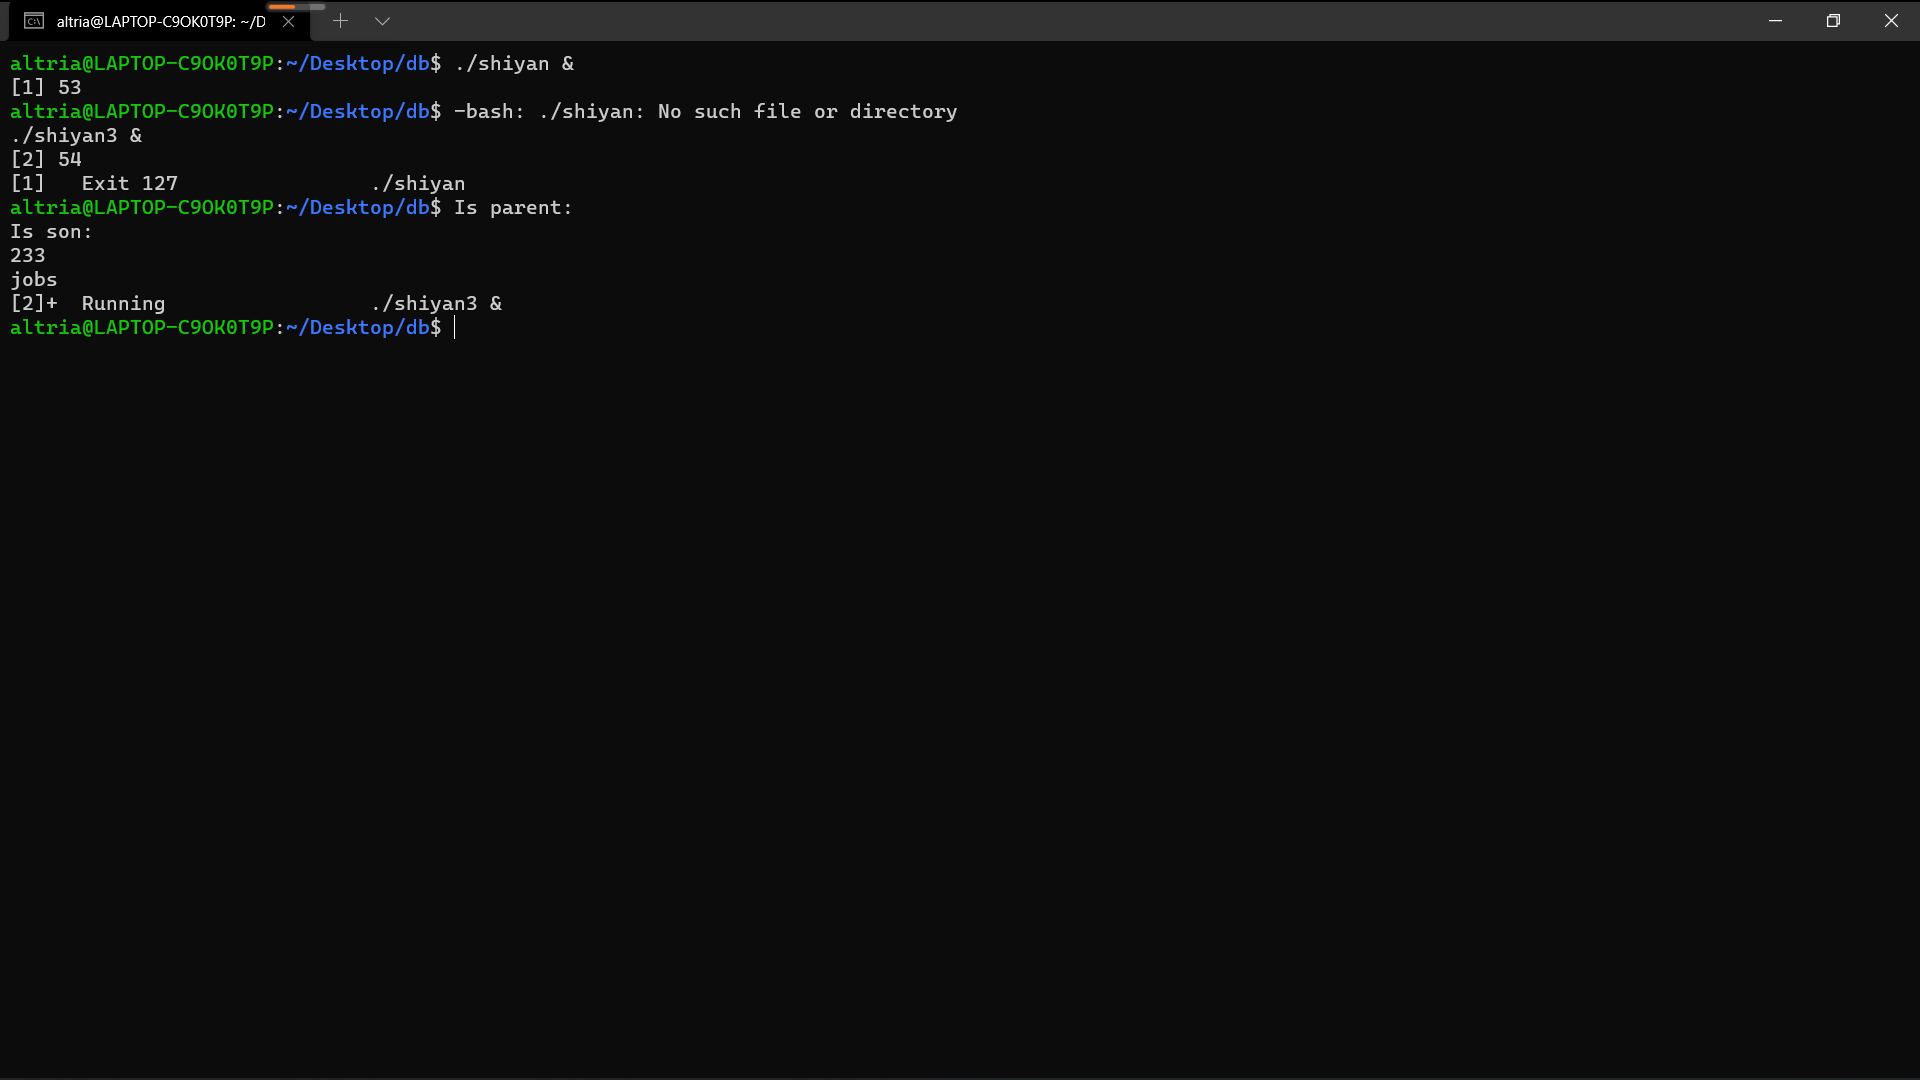 altria@LAPTOP-C9OK0T9P: ~/D
altria@LAPTOP-C9OK0T9P:~/Desktop/db$ ./shiyan &
[1] 53
altria@LAPTOP-C9OK0T9P:~/Desktop/db$ -bash: ./shiyan: No such file or directory
./shiyan3 &
[2] 54
[1]   Exit 127                ./shiyan
altria@LAPTOP-C9OK0T9P:~/Desktop/db$ Is parent:
Is son:
233
jobs
[2]+  Running                 ./shiyan3 &
altria@LAPTOP-C9OK0T9P:~/Desktop/db$